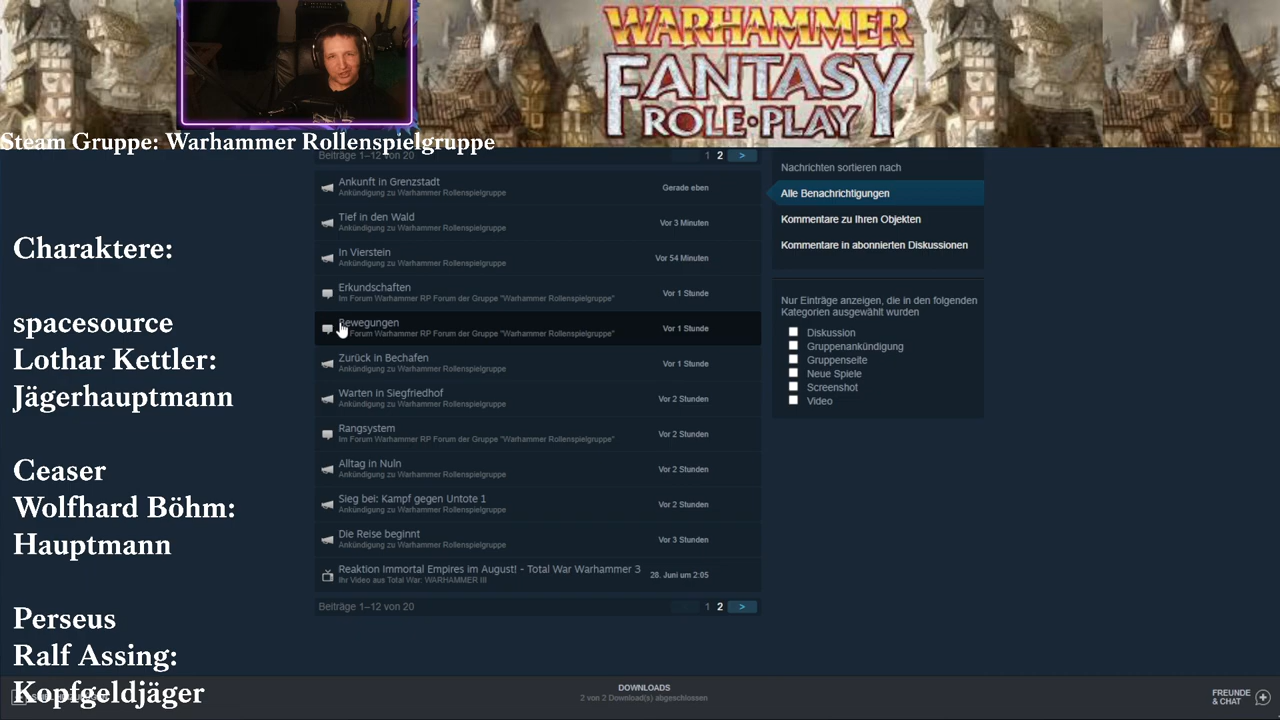 WARHAMMER
FANTASY
ROLE•PLAY
Steam Gruppe: Warhammer Rollenspielgruppe
Charaktere:
spacesource
Lothar Kettler:
Jägerhauptmann
Ceaser
Wolfhard Böhm:
Hauptmann
Perseus
Ralf Assing:
Kopfgeldjäger
Beiträge 1–12 von 20
1 2 >
Ankunft in Grenzstadt
Ankündigung zu Warhammer Rollenspielgruppe
Gerade eben
Tief in den Wald
Ankündigung zu Warhammer Rollenspielgruppe
Vor 3 Minuten
In Vierstein
Ankündigung zu Warhammer Rollenspielgruppe
Vor 54 Minuten
Erkundschaften
Im Forum Warhammer RP Forum der Gruppe "Warhammer Rollenspielgruppe"
Vor 1 Stunde
Bewegungen
Forum Warhammer RP Forum der Gruppe "Warhammer Rollenspielgruppe"
Vor 1 Stunde
Zurück in Bechafen
Ankündigung zu Warhammer Rollenspielgruppe
Vor 1 Stunde
Warten in Siegfriedhof
Ankündigung zu Warhammer Rollenspielgruppe
Vor 2 Stunden
Rangsystem
Im Forum Warhammer RP Forum der Gruppe "Warhammer Rollenspielgruppe"
Vor 2 Stunden
Alltag in Nuln
Ankündigung zu Warhammer Rollenspielgruppe
Vor 2 Stunden
Sieg bei: Kampf gegen Untote 1
Ankündigung zu Warhammer Rollenspielgruppe
Vor 2 Stunden
Die Reise beginnt
Ankündigung zu Warhammer Rollenspielgruppe
Vor 3 Stunden
Reaktion Immortal Empires im August! - Total War Warhammer 3
Ihr Video aus Total War: WARHAMMER III
28. Juni um 2:05
Beiträge 1–12 von 20
1 2 >
Nachrichten sortieren nach
Alle Benachrichtigungen
Kommentare zu Ihren Objekten
Kommentare in abonnierten Diskussionen
Nur Einträge anzeigen, die in den folgenden
Kategorien ausgewählt wurden
Diskussion
Gruppenankündigung
Gruppenseite
Neue Spiele
Screenshot
Video
DOWNLOADS
2 von 2 Download(s) abgeschlossen
FREUNDE
& CHAT